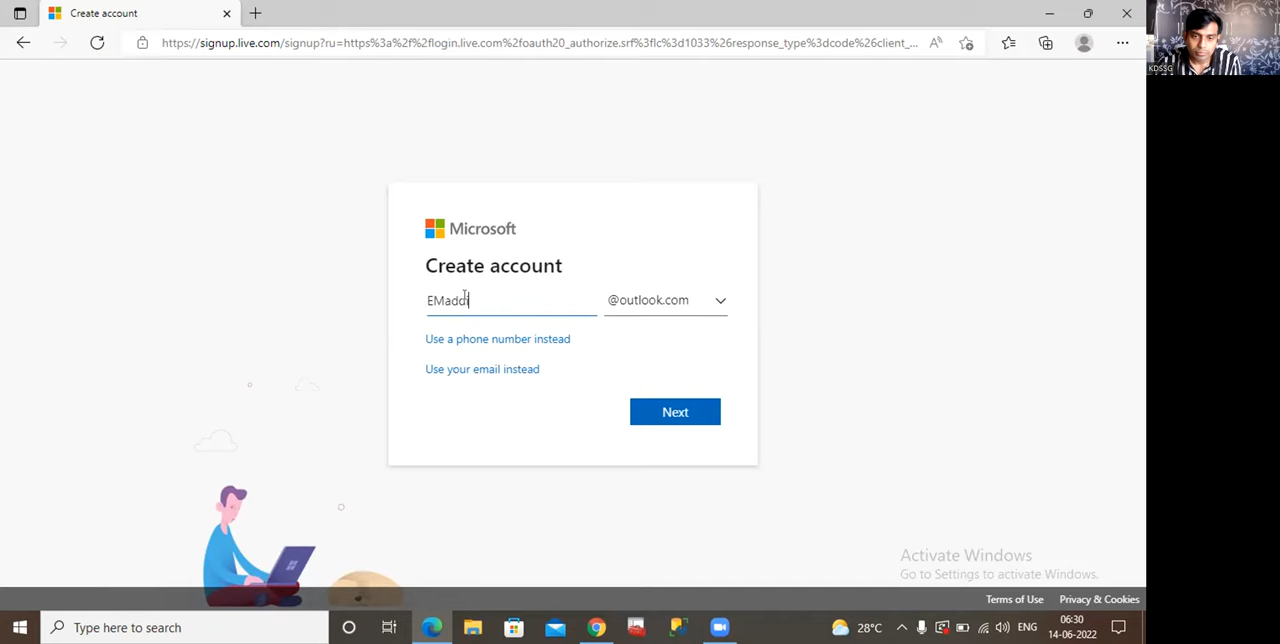 Create account
https://signup.live.com/signup?ru=https%3a%2f%2flogin.live.com%2foauth20_authorize.srf%3flc%3d1033%26response_type%3dcode%26client_...
KDSSG
Microsoft
Create account
@outlook.com
Use a phone number instead
Use your email instead
Next
Activate Windows
Go to Settings to activate Windows.
Terms of Use Privacy & Cookies
Type here to search
28°C ENG 06:30
14-06-2022